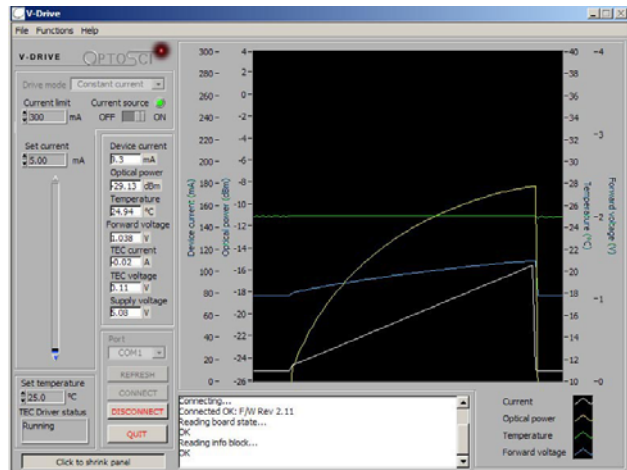 V-Drive
File Functions Help
V-DRIVE OPTOSCI
Drive mode Constant current
Current limit Current source
300 mA OFF ON
Set current
5.00 mA
Device current
mA
Optical power
-29.13 dBm
Temperature
24.94 °C
Forward voltage
1.038 V
TEC current
-0.02 A
TEC voltage
0.11 V
Supply voltage
5.08 V
Port
COM1
REFRESH
CONNECT
DISCONNECT
QUIT
Set temperature
25.0 °C
TEC Driver status
Running
Click to shrink panel
Device current (mA)
300
280
260
240
220
200
180
160
140
120
100
80
60
40
20
0
Optical power (dBm)
4
2
0
-2
-4
-6
-8
-10
-12
-14
-16
-18
-20
-22
-24
-26
Temperature (°C)
40
38
36
34
32
30
28
26
24
22
20
18
16
14
12
10
Forward voltage (V)
-4
-3
-2
-1
-0
Connecting...
Connected OK: F/W Rev 2.11
Reading board state...
OK
Reading info block...
OK
Current
Optical power
Temperature
Forward voltage